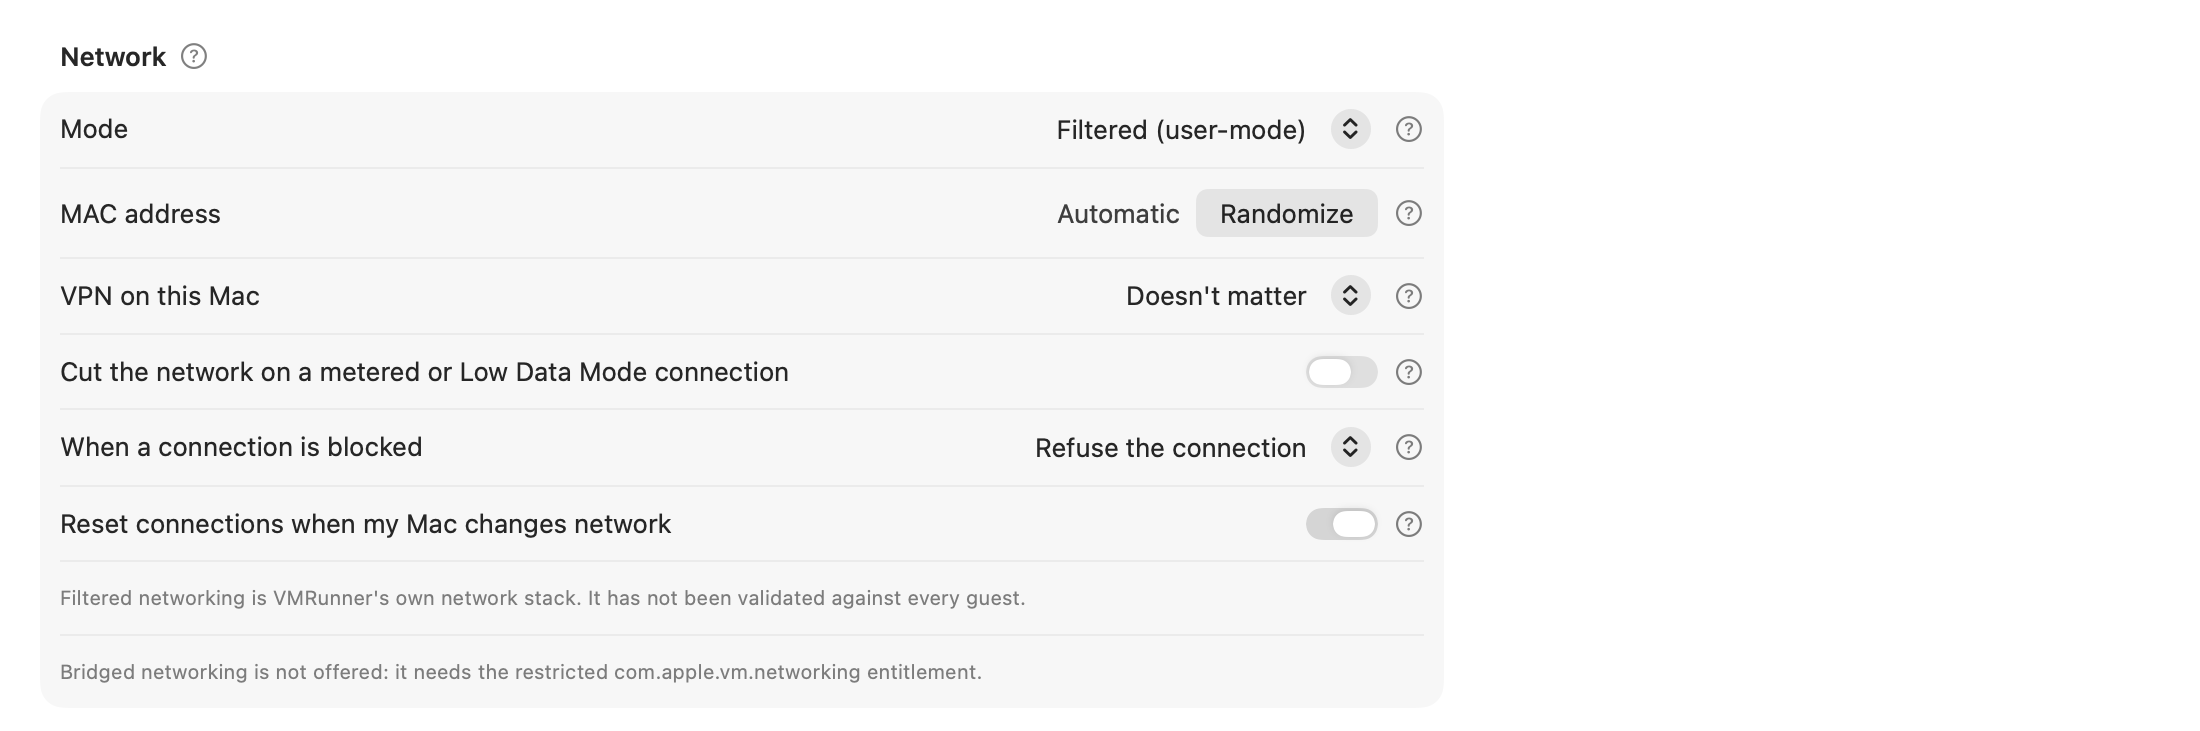 Network ?
Mode Filtered (user-mode) ?
MAC address Automatic Randomize ?
VPN on this Mac Doesn't matter ?
Cut the network on a metered or Low Data Mode connection ?
When a connection is blocked Refuse the connection ?
Reset connections when my Mac changes network ?
Filtered networking is VMRunner's own network stack. It has not been validated against every guest.
Bridged networking is not offered: it needs the restricted com.apple.vm.networking entitlement.